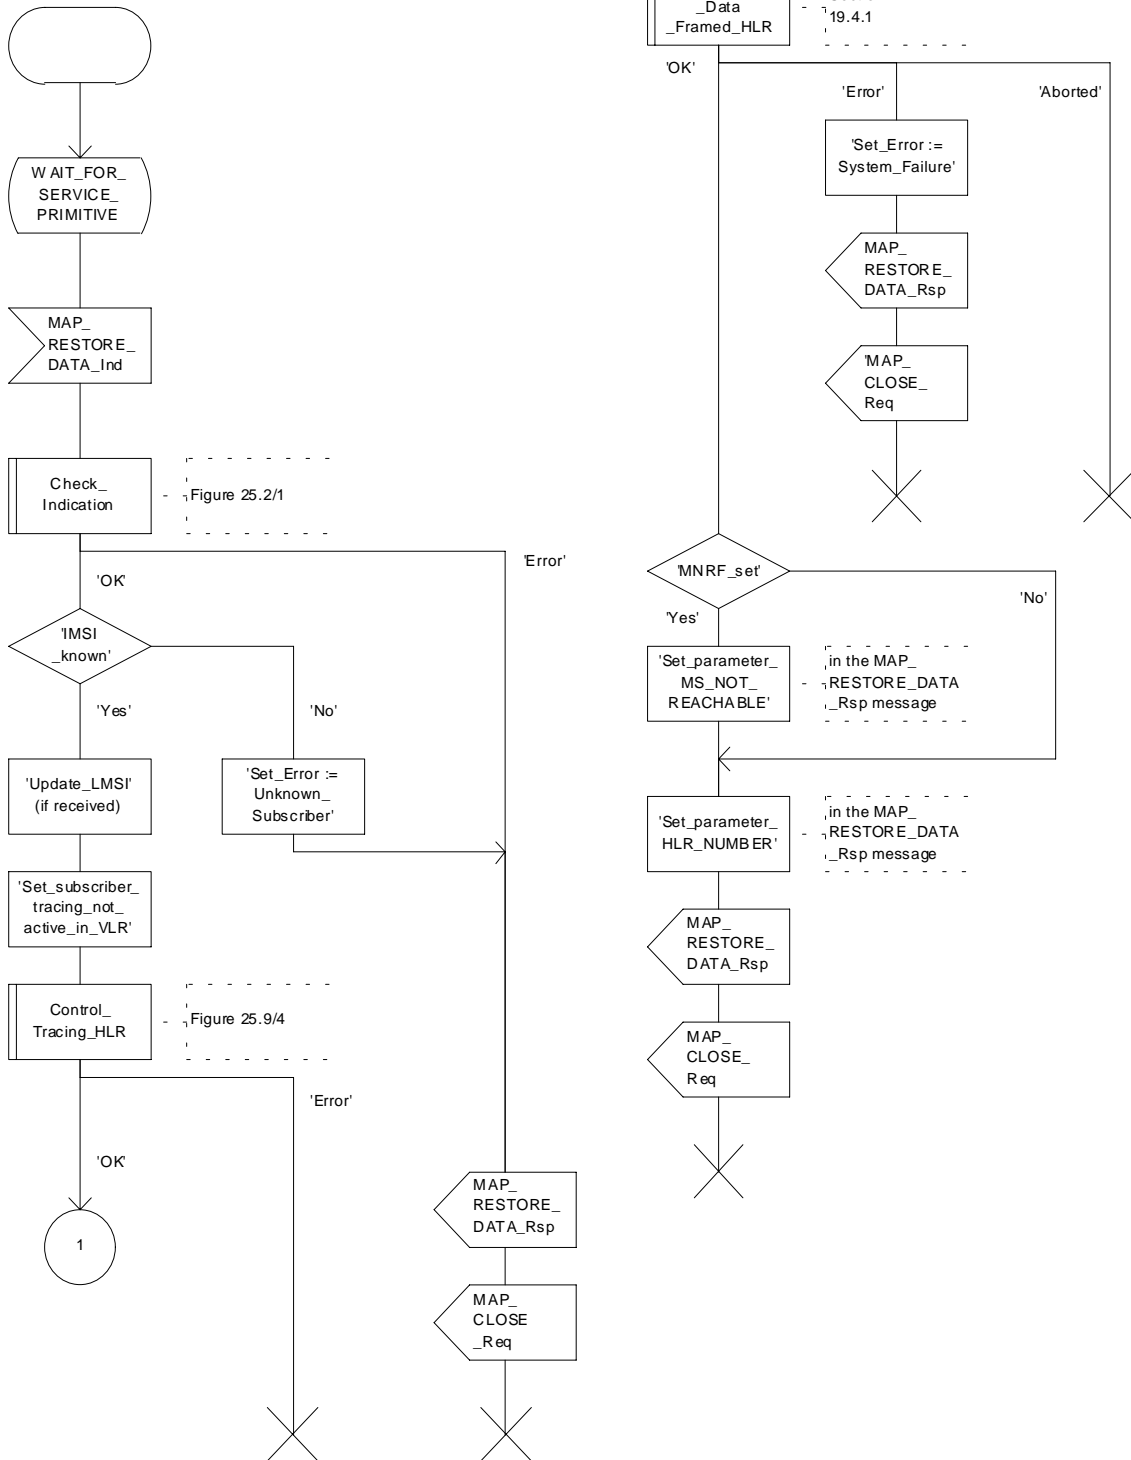 WAIT_FOR_
SERVICE_
PRIMITIVE
MAP_
RESTORE_
DATA_Ind
Check_
Indication
Figure 25.2/1
'Error'
'OK'
'IMSI
_known'
'Yes'
'No'
'Update_LMSI'
(if received)
'Set_Error :=
Unknown_
Subscriber'
'Set_subscriber_
tracing_not_
active_in_VLR'
Control_
Tracing_HLR
Figure 25.9/4
'Error'
'OK'
1
MAP_
RESTORE_
DATA_Rsp
MAP_
CLOSE
_Req
_Data
_Framed_HLR
19.4.1
'OK'
'Error'
'Aborted'
'Set_Error :=
System_Failure'
MAP_
RESTORE_
DATA_Rsp
'MAP_
CLOSE_
Req
'MNRF_set'
'No'
'Yes'
'Set_parameter_
MS_NOT_
REACHABLE'
in the MAP_
RESTORE_DATA
_Rsp message
'Set_parameter_
HLR_NUMBER'
in the MAP_
RESTORE_DATA
_Rsp message
MAP_
RESTORE_
DATA_Rsp
MAP_
CLOSE_
Req